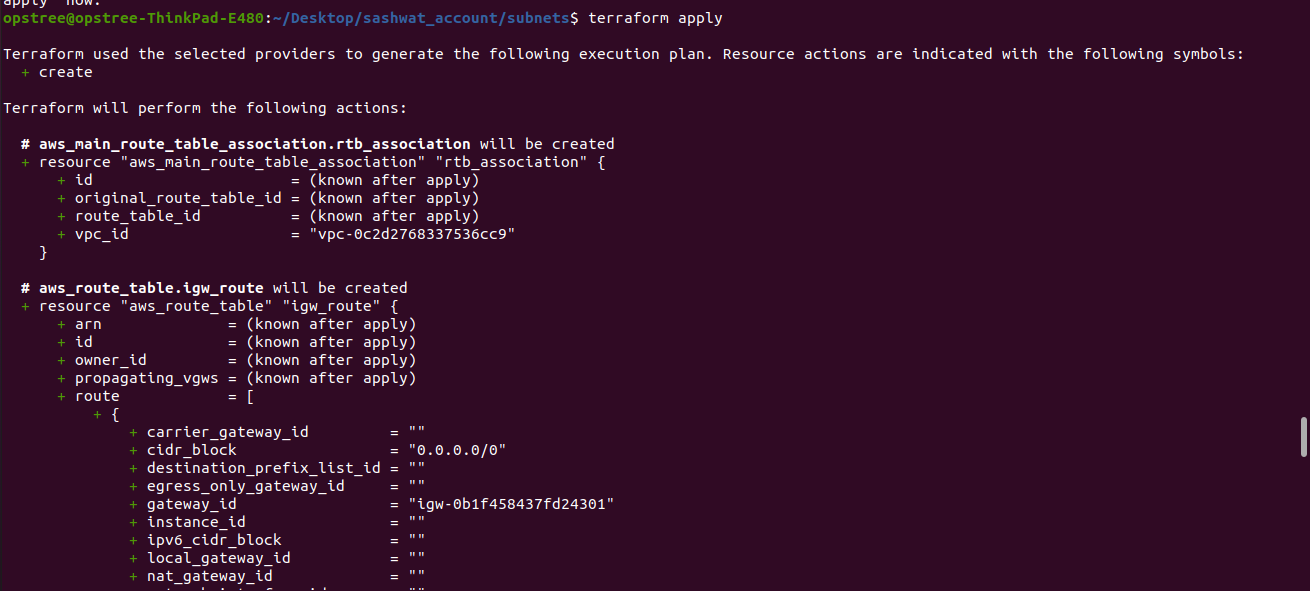 apply" now.
opstree@opstree-ThinkPad-E480:~/Desktop/sashwat_account/subnets$ terraform apply
Terraform used the selected providers to generate the following execution plan. Resource actions are indicated with the following symbols:
+ create
Terraform will perform the following actions:
# aws_main_route_table_association.rtb_association will be created
+ resource "aws_main_route_table_association" "rtb_association" {
+ id = (known after apply)
+ original_route_table_id = (known after apply)
+ route_table_id = (known after apply)
+ vpc_id = "vpc-0c2d2768337536cc9"
}
# aws_route_table.igw_route will be created
+ resource "aws_route_table" "igw_route" {
+ arn = (known after apply)
+ id = (known after apply)
+ owner_id = (known after apply)
+ propagating_vgws = (known after apply)
+ route = [
+ {
+ carrier_gateway_id = ""
+ cidr_block = "0.0.0.0/0"
+ destination_prefix_list_id = ""
+ egress_only_gateway_id = ""
+ gateway_id = "igw-0b1f458437fd24301"
+ instance_id = ""
+ ipv6_cidr_block = ""
+ local_gateway_id = ""
+ nat_gateway_id = ""